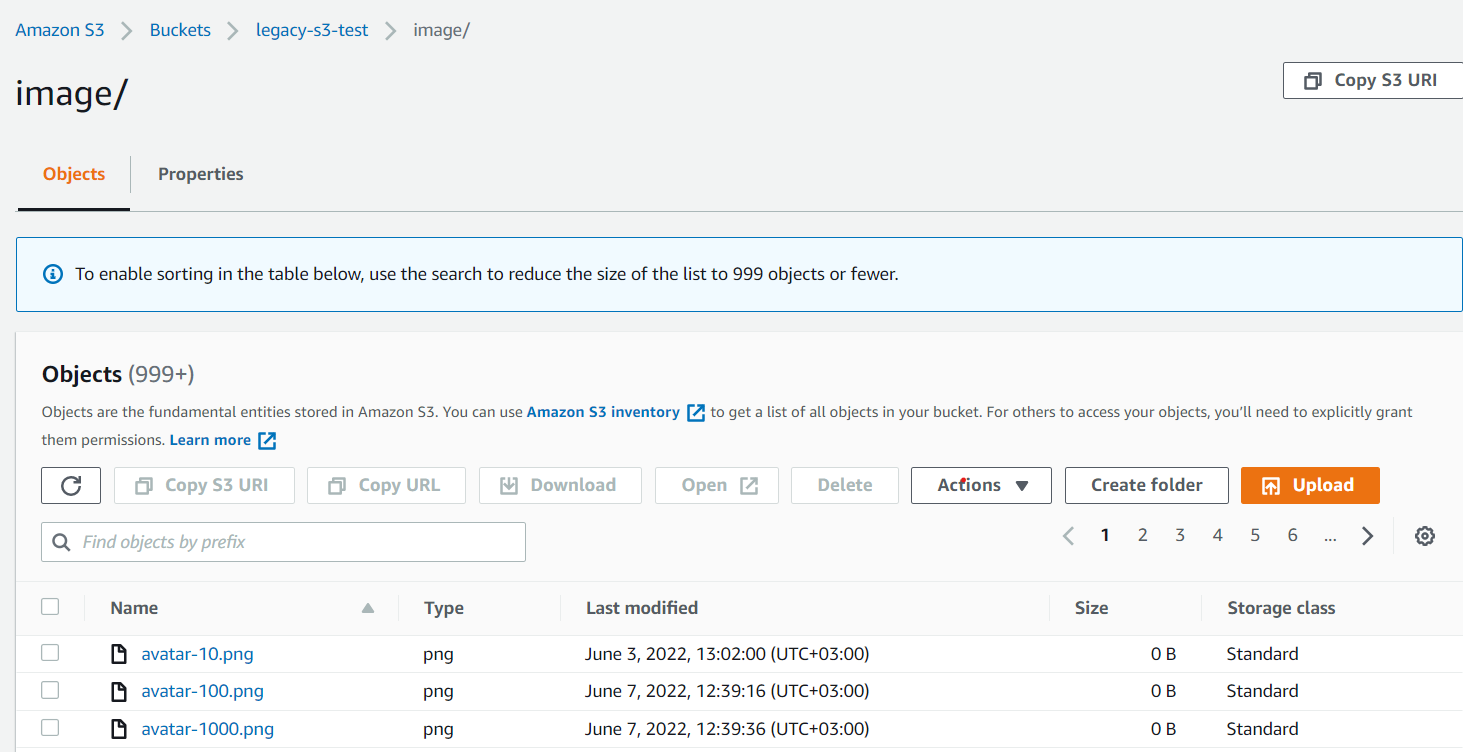 Amazon S3 > Buckets > legacy-s3-test > image/
image/
Copy S3 URI
Objects Properties
To enable sorting in the table below, use the search to reduce the size of the list to 999 objects or fewer.
Objects (999+)
Objects are the fundamental entities stored in Amazon S3. You can use Amazon S3 inventory to get a list of all objects in your bucket. For others to access your objects, you'll need to explicitly grant
them permissions. Learn more
Copy S3 URI Copy URL Download Open Delete Actions Create folder Upload
Find objects by prefix
1 2 3 4 5 6 ...
Name Type Last modified Size Storage class
avatar-10.png png June 3, 2022, 13:02:00 (UTC+03:00) 0 B Standard
avatar-100.png png June 7, 2022, 12:39:16 (UTC+03:00) 0 B Standard
avatar-1000.png png June 7, 2022, 12:39:36 (UTC+03:00) 0 B Standard